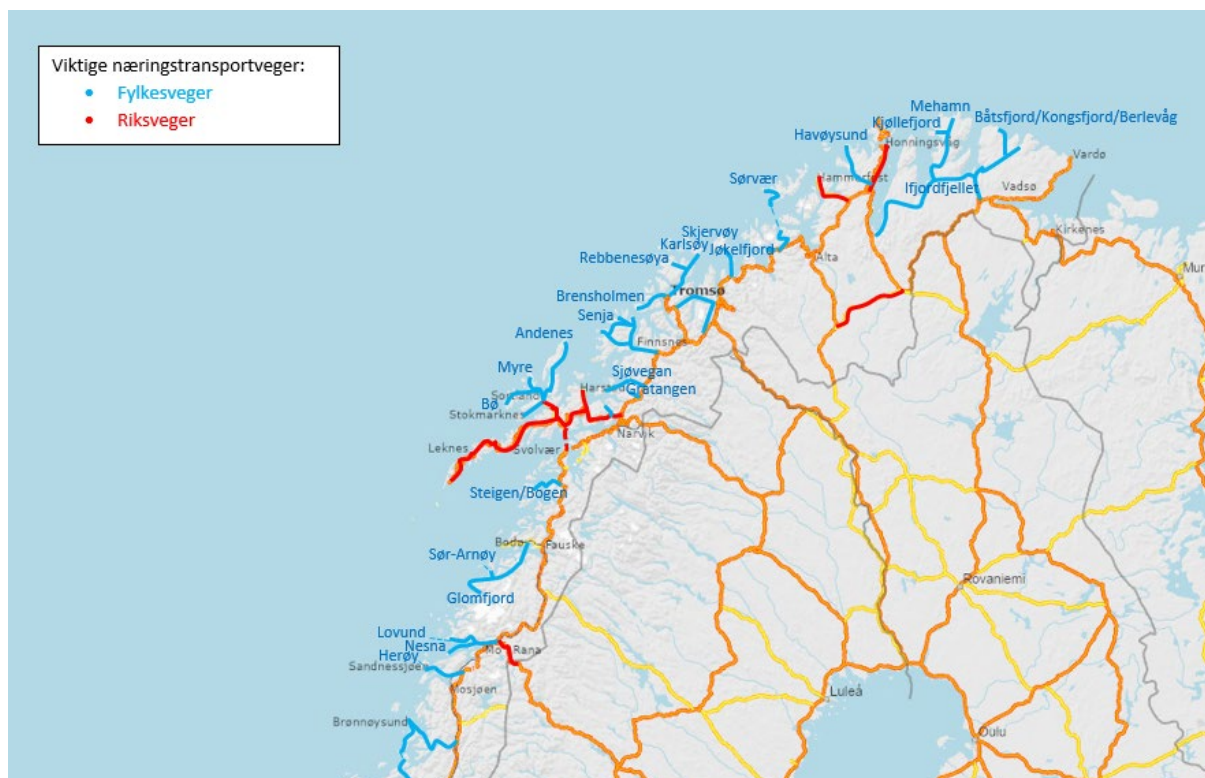 Viktige næringstransportveger:
Fylkesveger
Riksveger
Mehamn
Kjøllefjord
Båtsfjord/Kongsfjord/Berlevåg
Havøysund
Honningsvåg
Vardø
Hammerfest
Ifjordfjellet
Vadsø
Sørvær
Kirkenes
Skjervøy
Karlsøy
Jøkelfjord
Rebbenesøya
Alta
Mur
Tromsø
Brensholmen
Senja
Andenes
Finnsnes
Myre
Sjøvegan
Harstad
Gratangen
Sortland
Bø
Stokmarknes
Narvik
Leknes
Svolvær
Steigen/Bogen
Bodø
Fauske
Sør-Arnøy
Rovaniemi
Glomfjord
Lovund
Nesna
Mo i Rana
Herøy
Sandnessjøen
Mosjøen
Luleå
Brønnøysund
Oulu